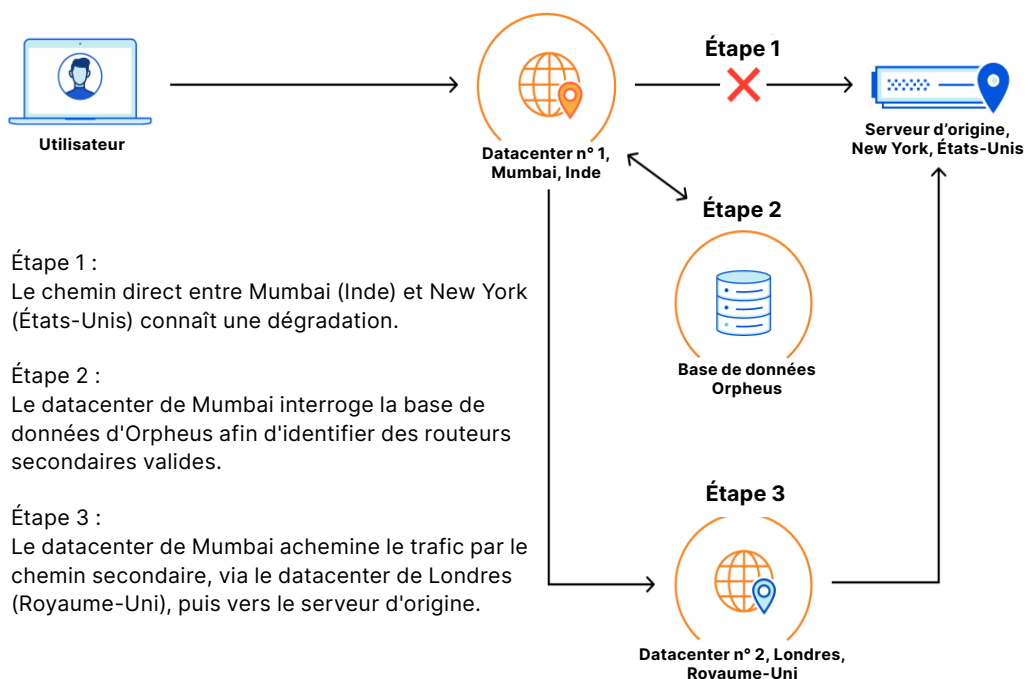 Étape 1
Utilisateur
Datacenter n° 1,
Mumbai, Inde
Serveur d'origine,
New York, États-Unis
Étape 2
Base de données
Orpheus
Étape 1 :
Le chemin direct entre Mumbai (Inde) et New York
(États-Unis) connaît une dégradation.
Étape 2 :
Le datacenter de Mumbai interroge la base de
données d'Orpheus afin d'identifier des routeurs
secondaires valides.
Étape 3 :
Le datacenter de Mumbai achemine le trafic par le
chemin secondaire, via le datacenter de Londres
(Royaume-Uni), puis vers le serveur d'origine.
Étape 3
Datacenter n° 2, Londres,
Royaume-Uni